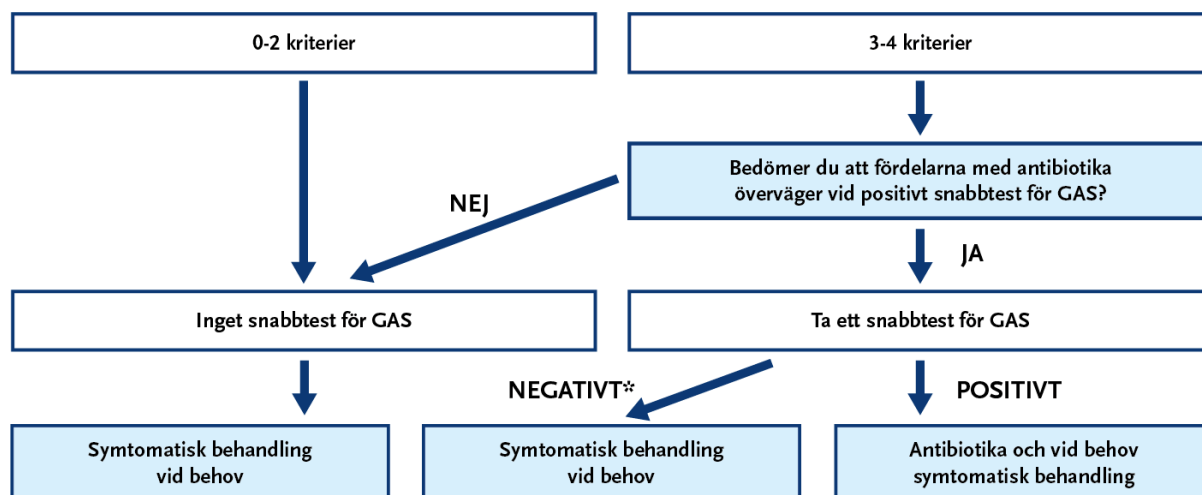 0-2 kriterier
3-4 kriterier
Bedömer du att fördelarna med antibiotika
överväger vid positivt snabbtest för GAS?
NEJ
JA
Inget snabbtest för GAS
Ta ett snabbtest för GAS
NEGATIVT*
POSITIVT
Symtomatisk behandling
vid behov
Symtomatisk behandling
vid behov
Antibiotika och vid behov
symtomatisk behandling